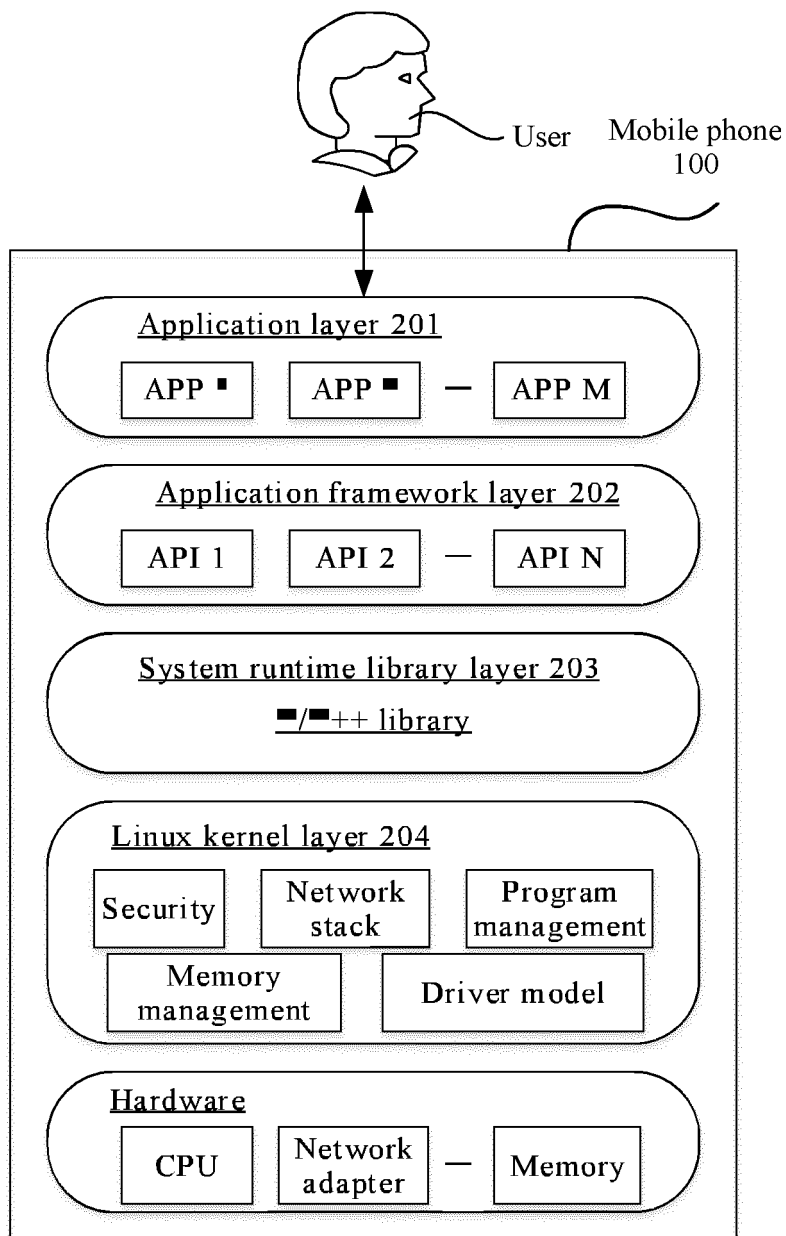 User
Mobile phone
100
Application layer 201
APP
APP
— APP M
Application framework layer 202
API 1
API 2
— API N
System runtime library layer 203
/ ++ library
Linux kernel layer 204
Security
Network
stack
Program
management
Memory
management
Driver model
Hardware
CPU
Network
adapter
— Memory